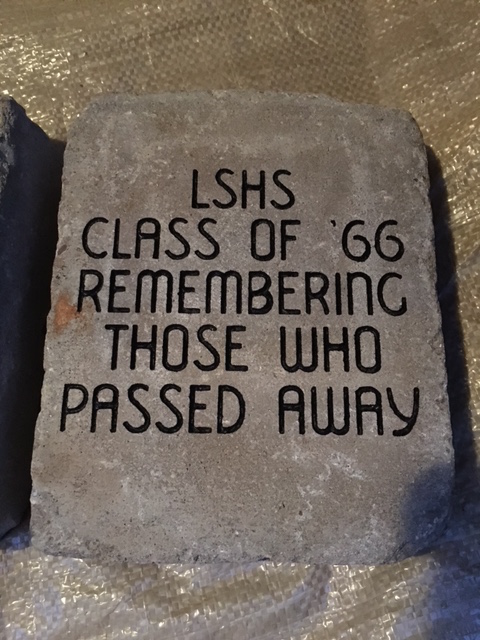 LSHS
CLASS OF '66
REMEMBERING
THOSE WHO
PASSED AWAY